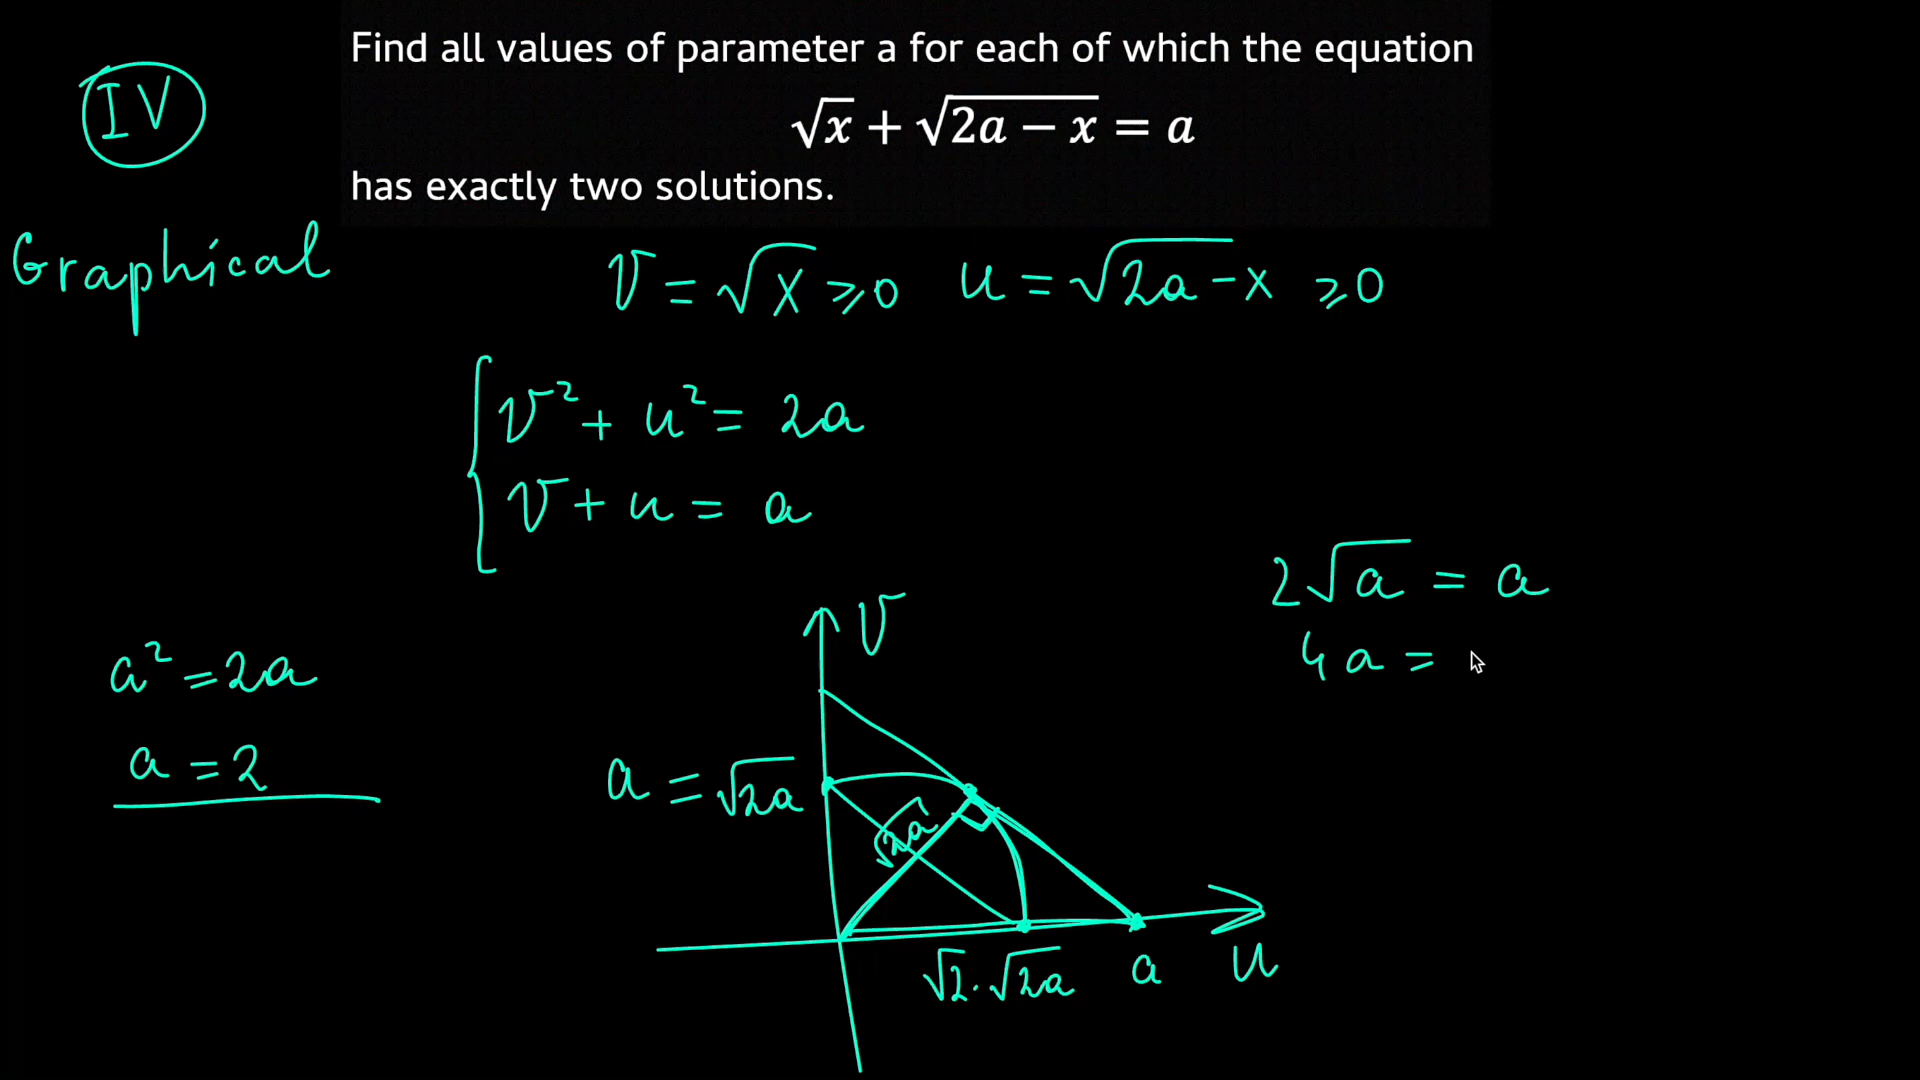 Find all values of parameter a for each of which the equation
√x + √(2a − x) = a
has exactly two solutions.
IV
Graphical
V = √x ⩾ 0   u = √(2a - x) ⩾ 0
V² + u² = 2a
V + u = a
2√a = a
4a =
a² = 2a
a = 2
V
a = √2a
√2a
√2 · √2a
a
u